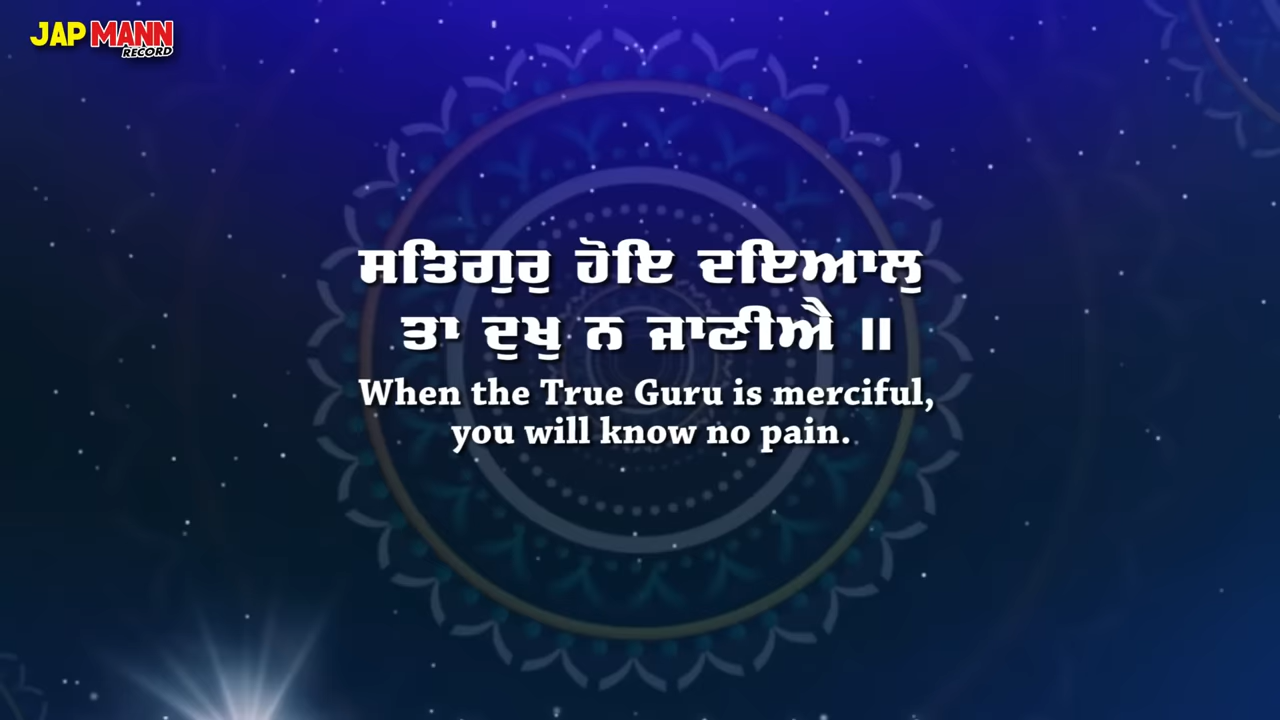 JAP MANN
RECORD
ਸਤਿਗੁਰੁ ਹੋਇ ਦਇਆਲੁ
ਤਾ ਦੁਖੁ ਨ ਜਾਣੀਐ ॥
When the True Guru is merciful,
you will know no pain.